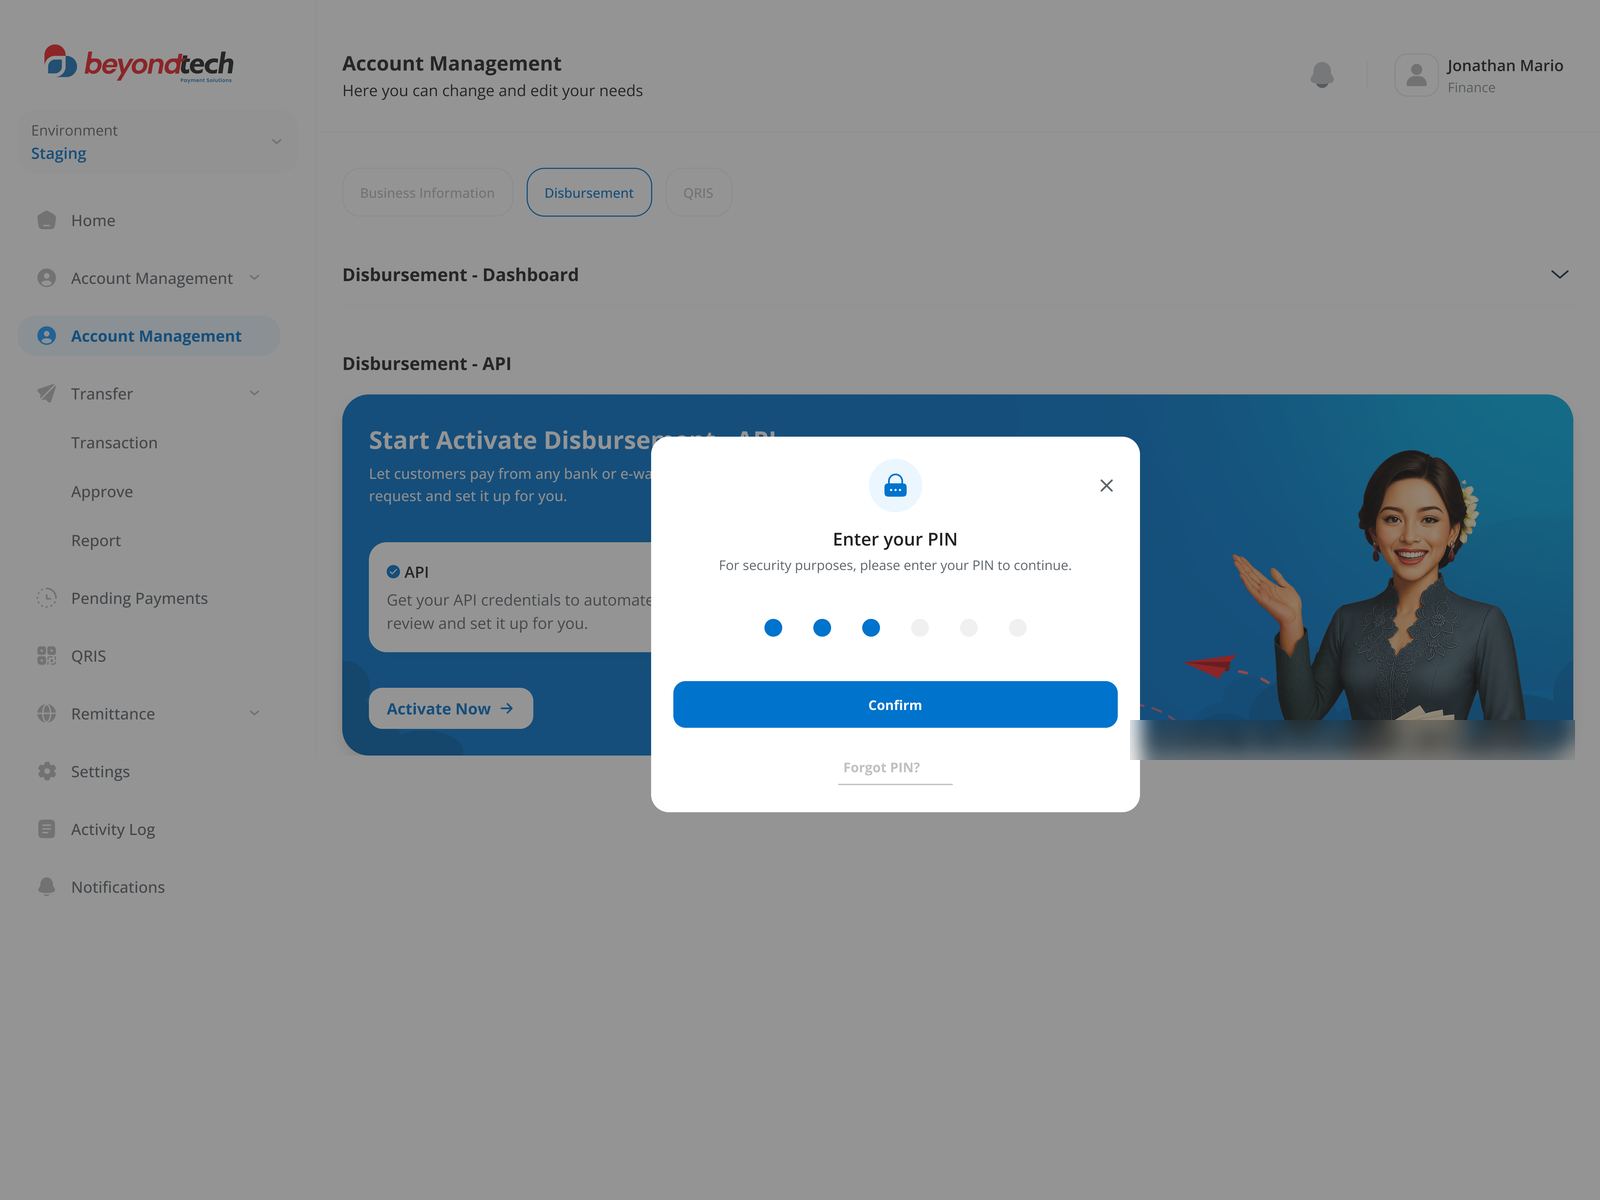 beyondtech
Payment Solutions
Environment
Staging
Home
Account Management
Account Management
Transfer
Transaction
Approve
Report
Pending Payments
QRIS
Remittance
Settings
Activity Log
Notifications
Account Management
Here you can change and edit your needs
Jonathan Mario
Finance
Business Information
Disbursement
QRIS
Disbursement - Dashboard
Disbursement - API
Start Activate Disbursement - API
Let customers pay from any bank or e-wa
request and set it up for you.
API
Get your API credentials to automate
review and set it up for you.
Activate Now
Enter your PIN
For security purposes, please enter your PIN to continue.
Confirm
Forgot PIN?